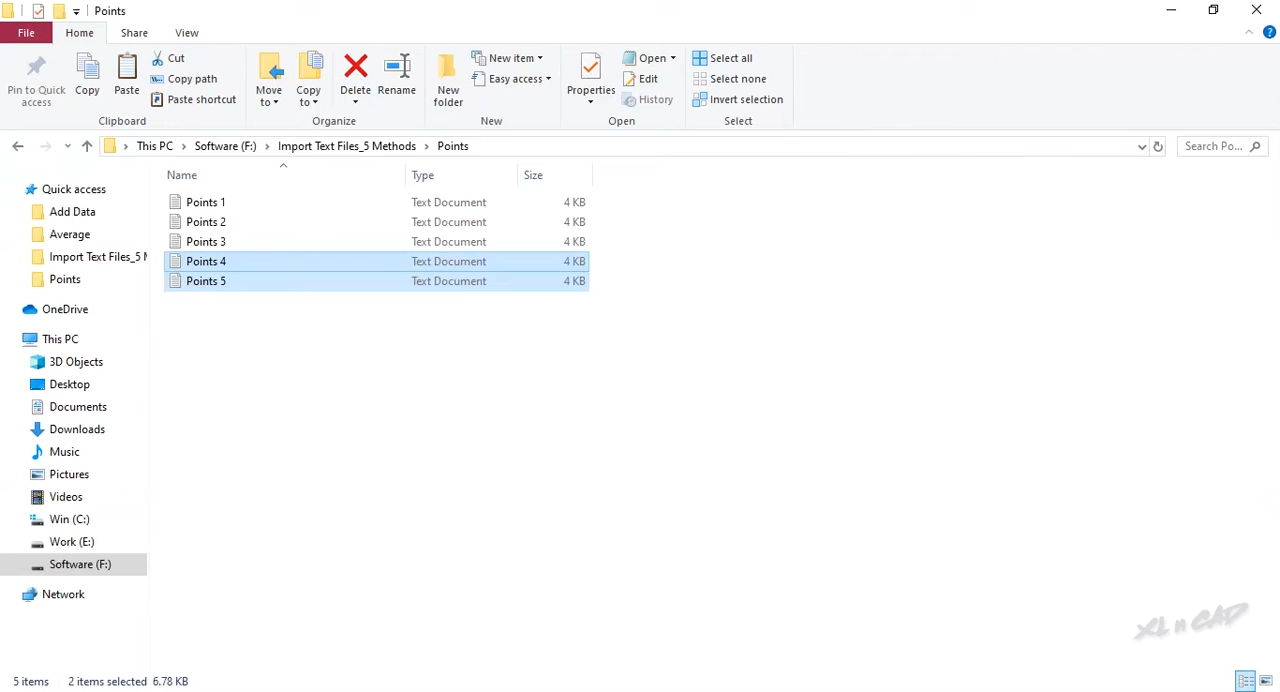 Points
File Home Share View
Pin to Quick access
Copy
Paste
Cut
Copy path
Paste shortcut
Clipboard
Move to
Copy to
Delete
Rename
Organize
New folder
New item
Easy access
New
Properties
Open
Edit
History
Open
Select all
Select none
Invert selection
Select
This PC > Software (F:) > Import Text Files_5 Methods > Points
Search Po...
Name Type Size
Points 1 Text Document 4 KB
Points 2 Text Document 4 KB
Points 3 Text Document 4 KB
Points 4 Text Document 4 KB
Points 5 Text Document 4 KB
Quick access
Add Data
Average
Import Text Files_5 M
Points
OneDrive
This PC
3D Objects
Desktop
Documents
Downloads
Music
Pictures
Videos
Win (C:)
Work (E:)
Software (F:)
Network
XL n CAD
5 items 2 items selected 6.78 KB